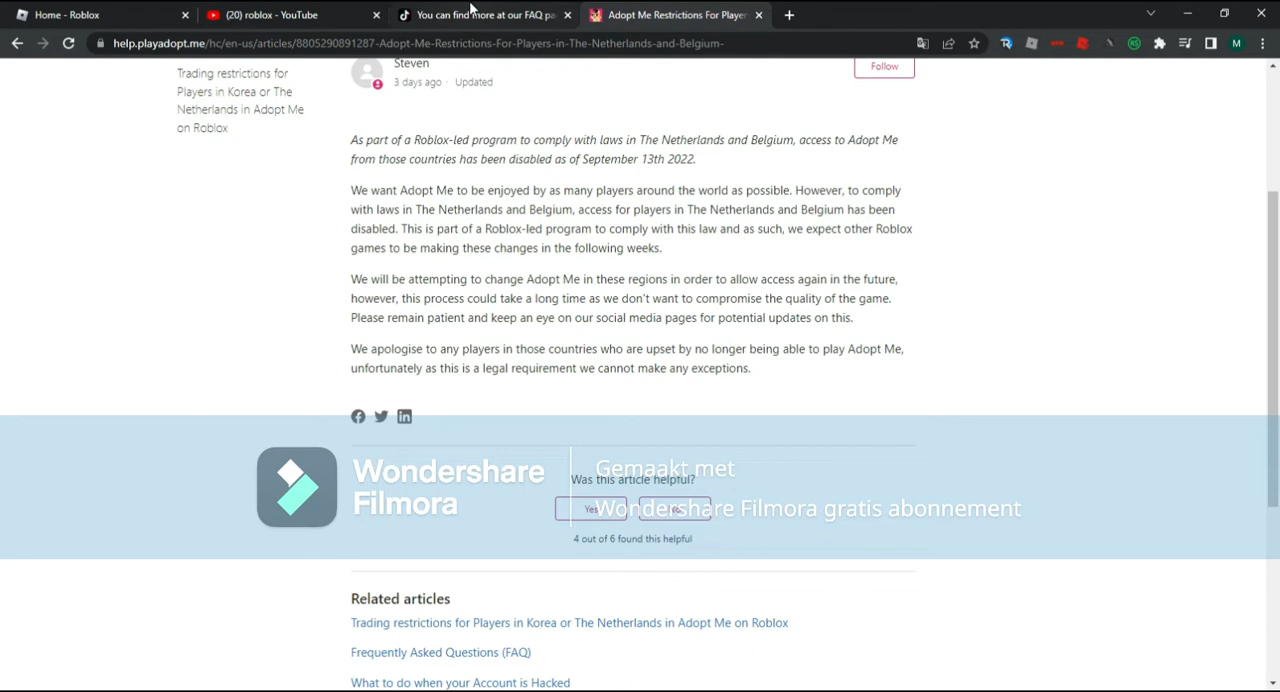 Home - Roblox
(20) roblox - YouTube
You can find more at our FAQ pa
Adopt Me Restrictions For Player
help.playadopt.me/hc/en-us/articles/8805290891287-Adopt-Me-Restrictions-For-Players-in-The-Netherlands-and-Belgium-
M
Trading restrictions for
Players in Korea or The
Netherlands in Adopt Me
on Roblox
Steven
3 days ago · Updated
Follow
As part of a Roblox-led program to comply with laws in The Netherlands and Belgium, access to Adopt Me
from those countries has been disabled as of September 13th 2022.
We want Adopt Me to be enjoyed by as many players around the world as possible. However, to comply
with laws in The Netherlands and Belgium, access for players in The Netherlands and Belgium has been
disabled. This is part of a Roblox-led program to comply with this law and as such, we expect other Roblox
games to be making these changes in the following weeks.
We will be attempting to change Adopt Me in these regions in order to allow access again in the future,
however, this process could take a long time as we don't want to compromise the quality of the game.
Please remain patient and keep an eye on our social media pages for potential updates on this.
We apologise to any players in those countries who are upset by no longer being able to play Adopt Me,
unfortunately as this is a legal requirement we cannot make any exceptions.
Wondershare
Filmora
Gemaakt met
Wondershare Filmora gratis abonnement
Was this article helpful?
Yes
4 out of 6 found this helpful
Related articles
Trading restrictions for Players in Korea or The Netherlands in Adopt Me on Roblox
Frequently Asked Questions (FAQ)
What to do when your Account is Hacked